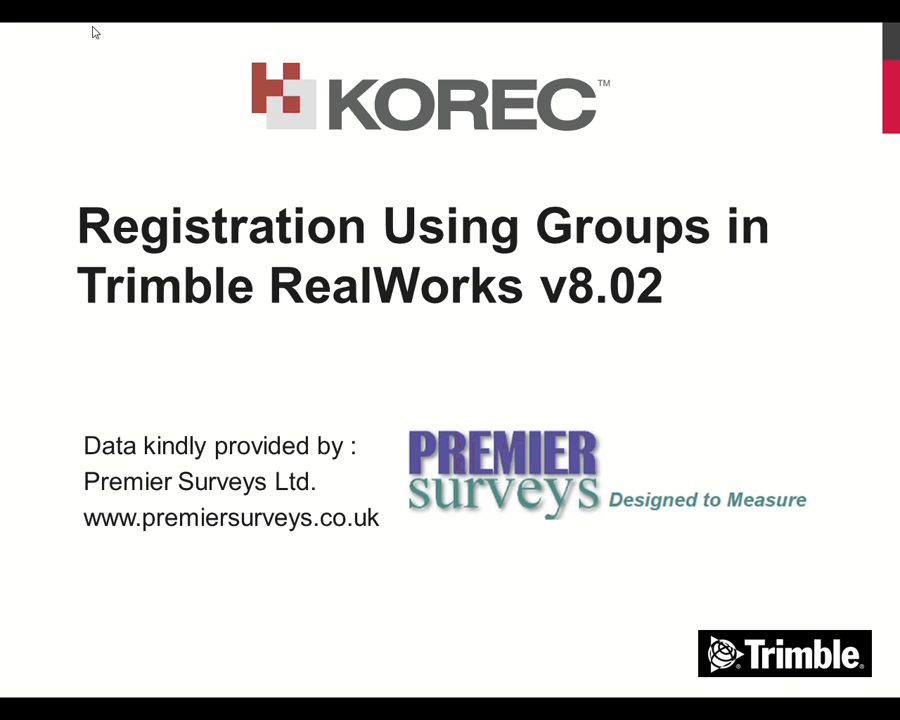 KOREC™
Registration Using Groups in
Trimble RealWorks v8.02
Data kindly provided by :
Premier Surveys Ltd.
www.premiersurveys.co.uk
PREMIER
surveys
Designed to Measure
Trimble®